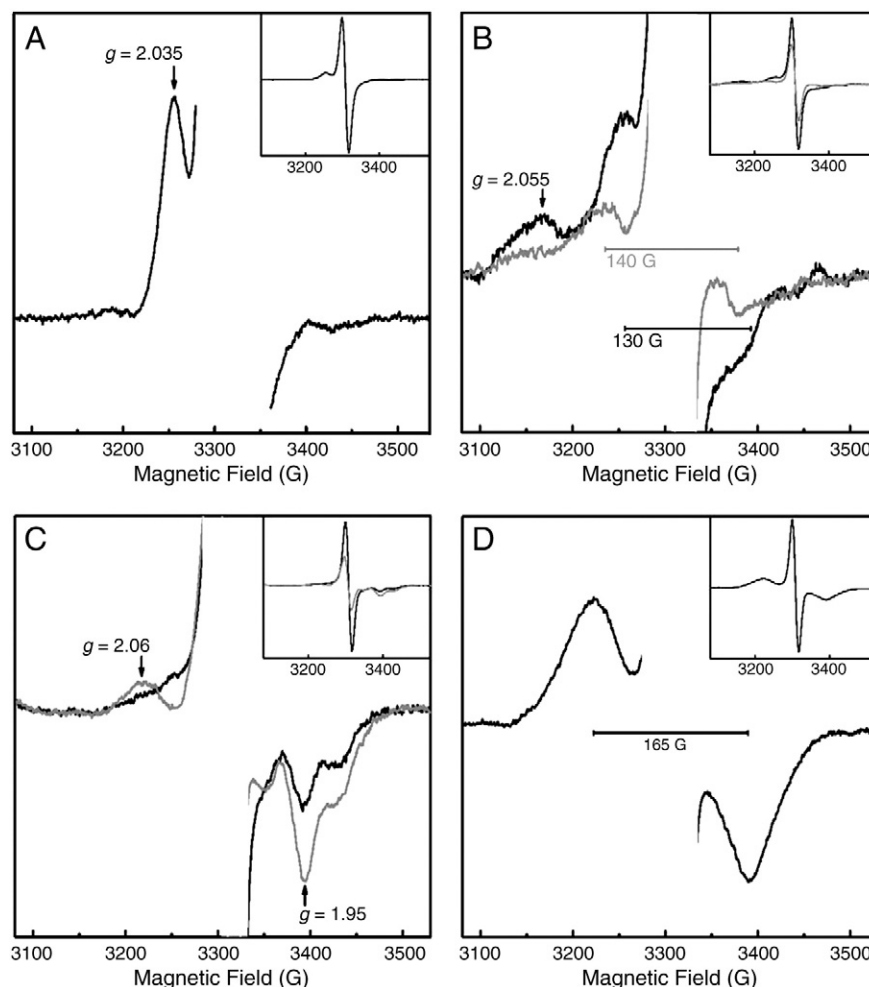 A
g = 2.035
3200 3400
3100 3200 3300 3400 3500
Magnetic Field (G)
B
g = 2.055
140 G
130 G
3200 3400
3100 3200 3300 3400 3500
Magnetic Field (G)
C
g = 2.06
g = 1.95
3200 3400
3100 3200 3300 3400 3500
Magnetic Field (G)
D
165 G
3200 3400
3100 3200 3300 3400 3500
Magnetic Field (G)